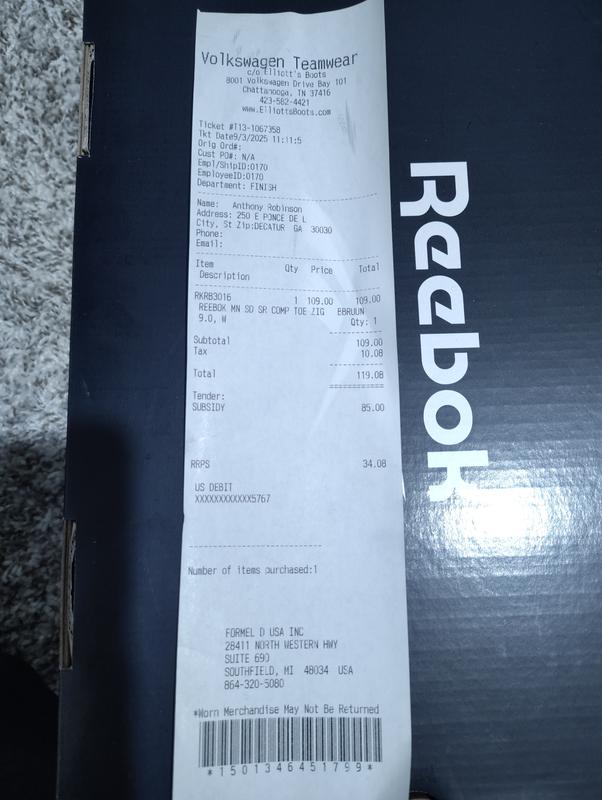 Volkswagen Teamwear
c/o Elliott's Boots
8001 Volkswagen Drive Bay 101
Chattanooga, TN 37416
423-582-4421
www.ElliottsBoots.com
Ticket #T13-1067358
Tkt Date9/3/2025 11:11:5
Orig Ord#:
Cust PO#: N/A
Empl/ShipID:0170
EmployeeID:0170
Department: FINISH
Name: Anthony Robinson
Address: 250 E PONCE DE L
City, St Zip:DECATUR GA 30030
Phone:
Email:
Item Qty Price Total
Description
RKRB3016 1 109.00 109.00
REEBOK MN SD SR COMP TOE ZIG BBRUUN
9.0, W Qty: 1
Subtotal 109.00
Tax 10.08
Total 119.08
Tender:
SUBSIDY 85.00
RRPS 34.08
US DEBIT
XXXXXXXXXXXX5767
Number of items purchased:1
FORMEL D USA INC
28411 NORTH WESTERN HWY
SUITE 690
SOUTHFIELD, MI 48034 USA
864-320-5080
*Worn Merchandise May Not Be Returned
*1501346451799*
Reebok